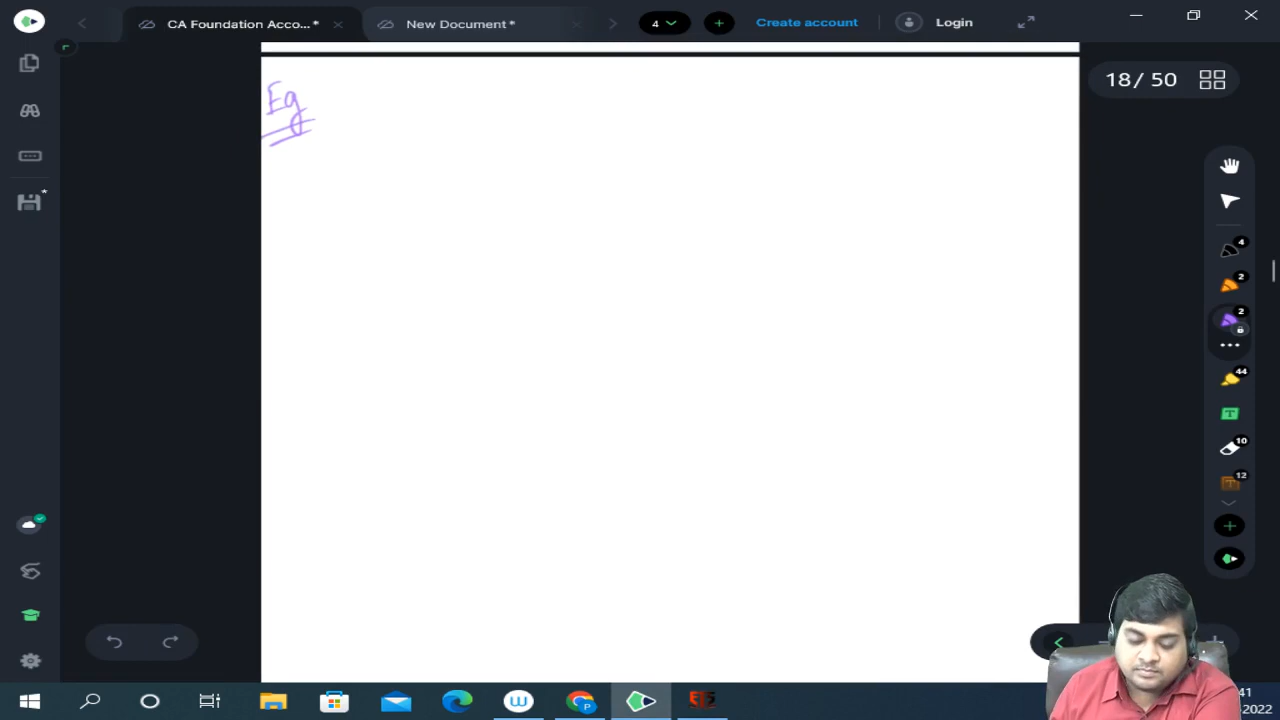 CA Foundation Acco...*
New Document*
4
Create account
Login
Eg
18/ 50
4
2
2
44
T
10
T
12
41
-2022